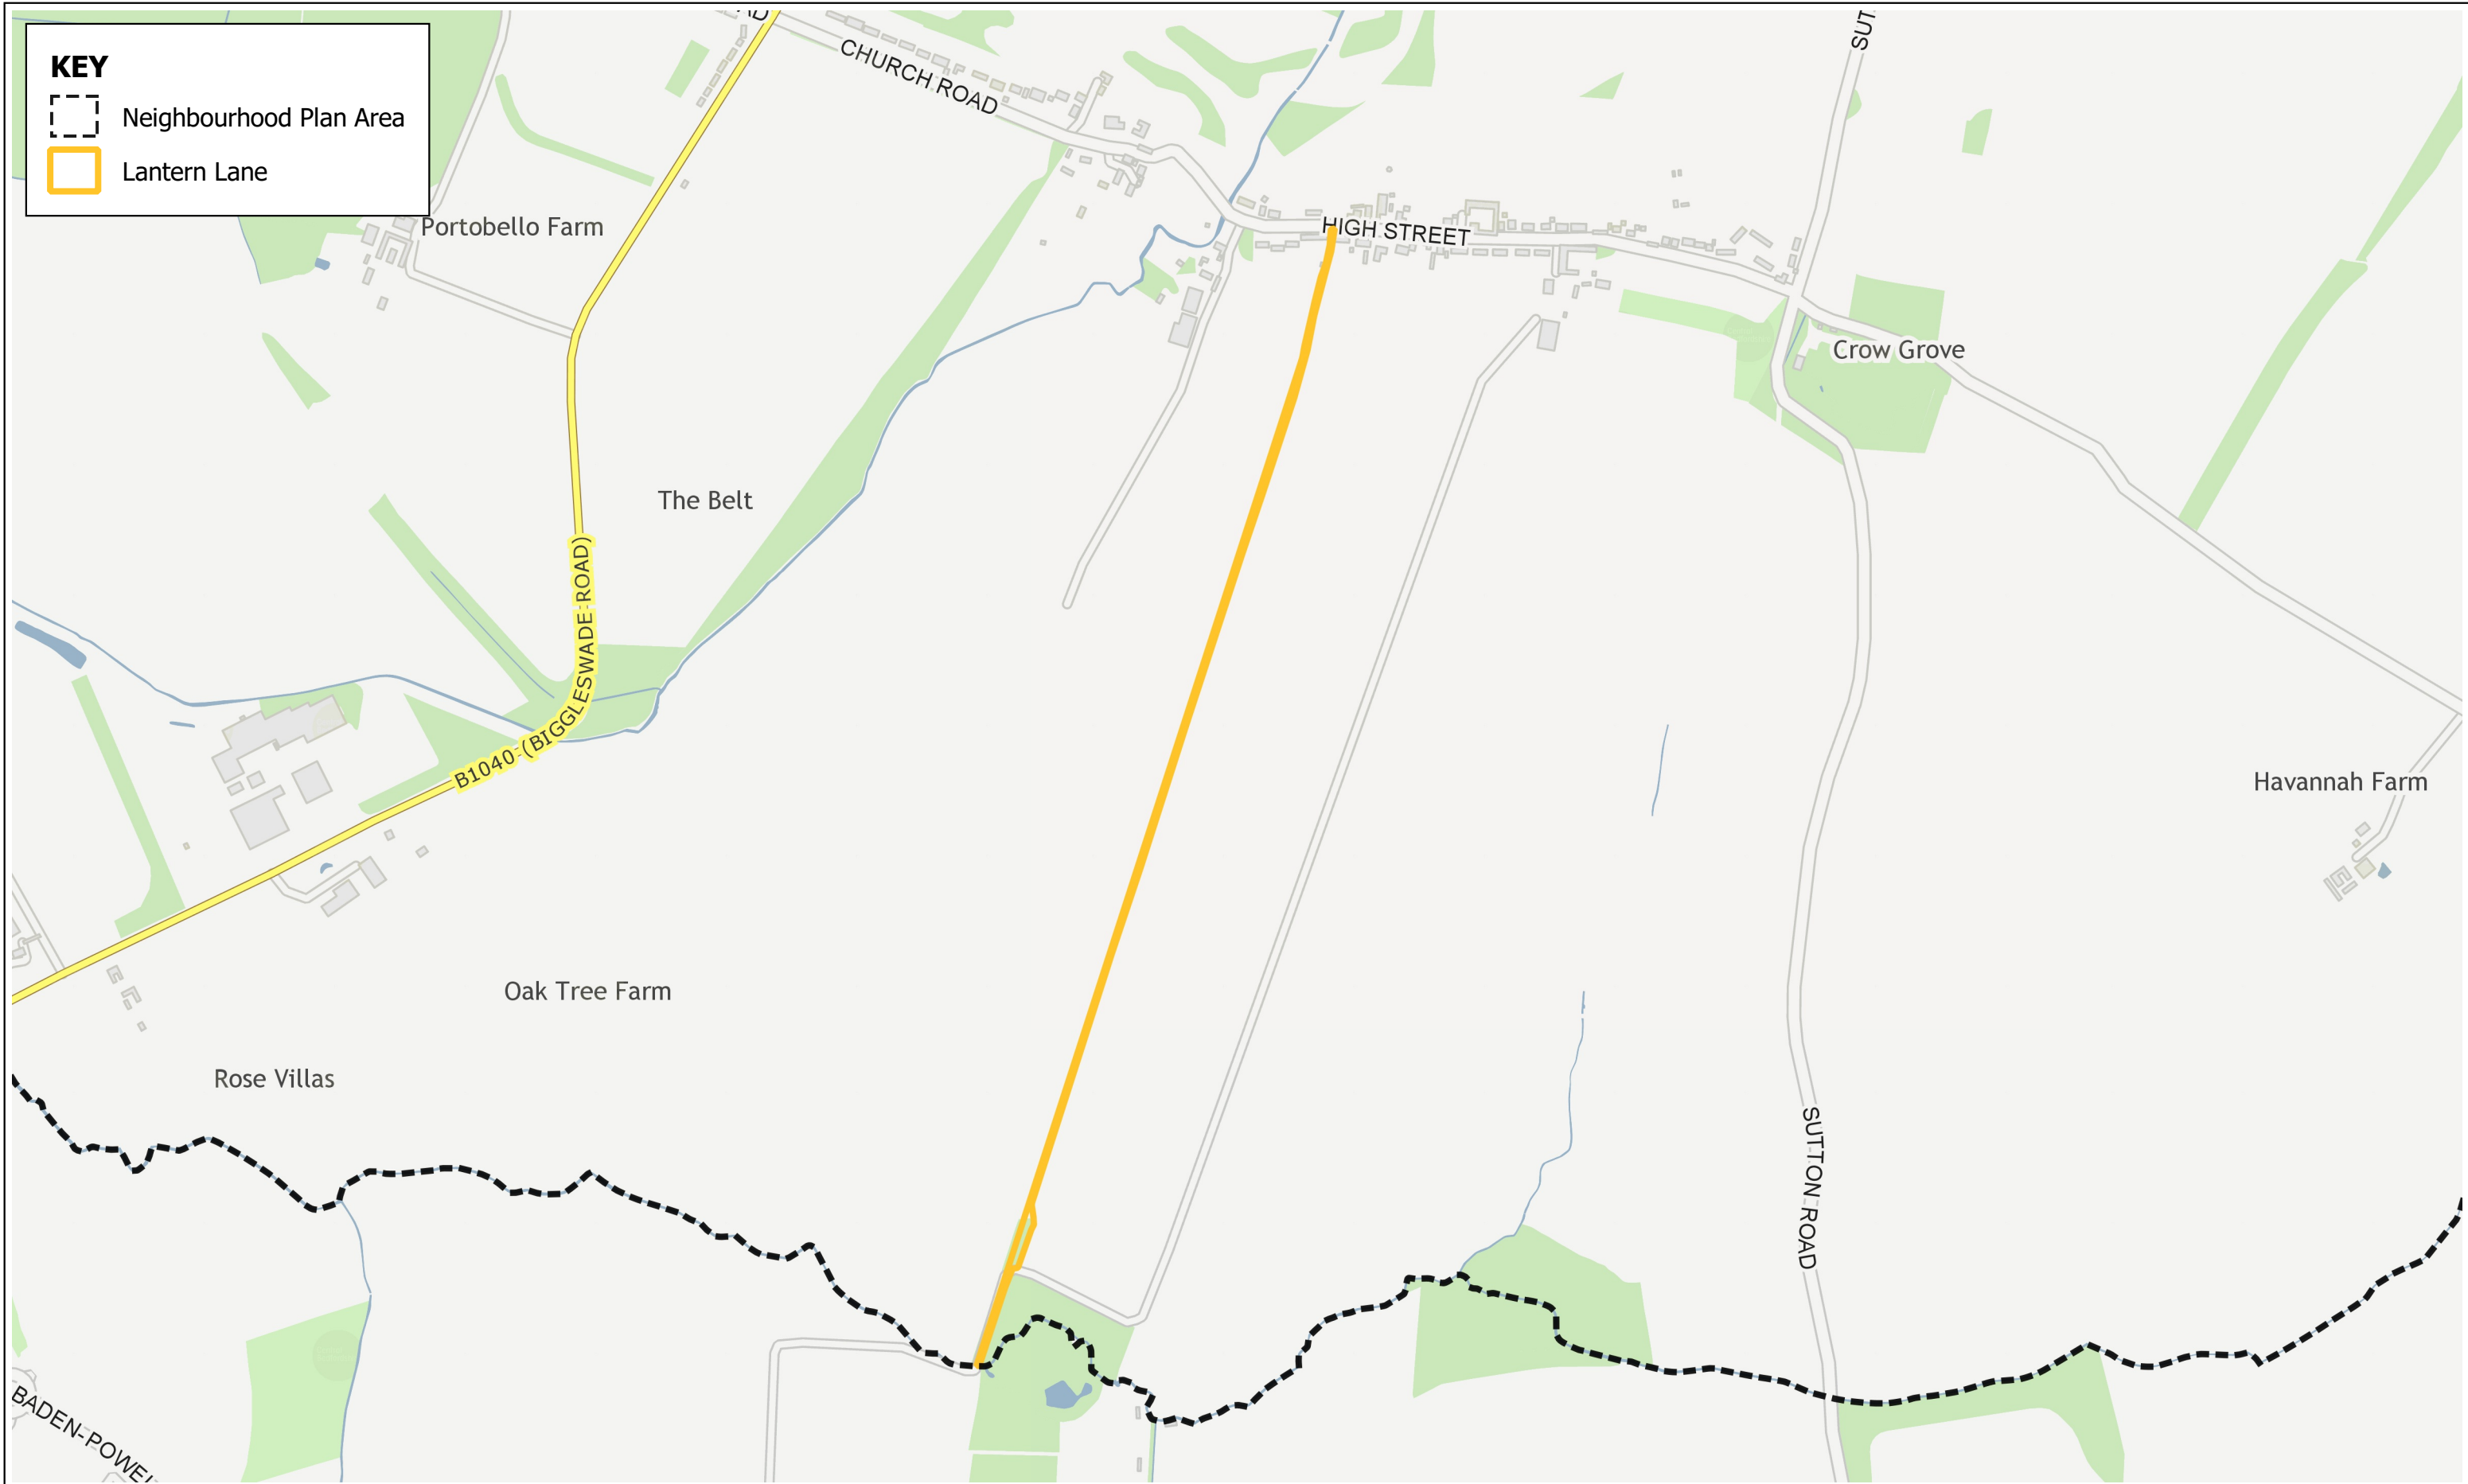 KEY
Neighbourhood Plan Area
Lantern Lane
CHURCH ROAD
SUT
Portobello Farm
HIGH STREET
Crow Grove
The Belt
B1040 (BIGGLESWADE ROAD)
Havannah Farm
Oak Tree Farm
Rose Villas
SUTTON ROAD